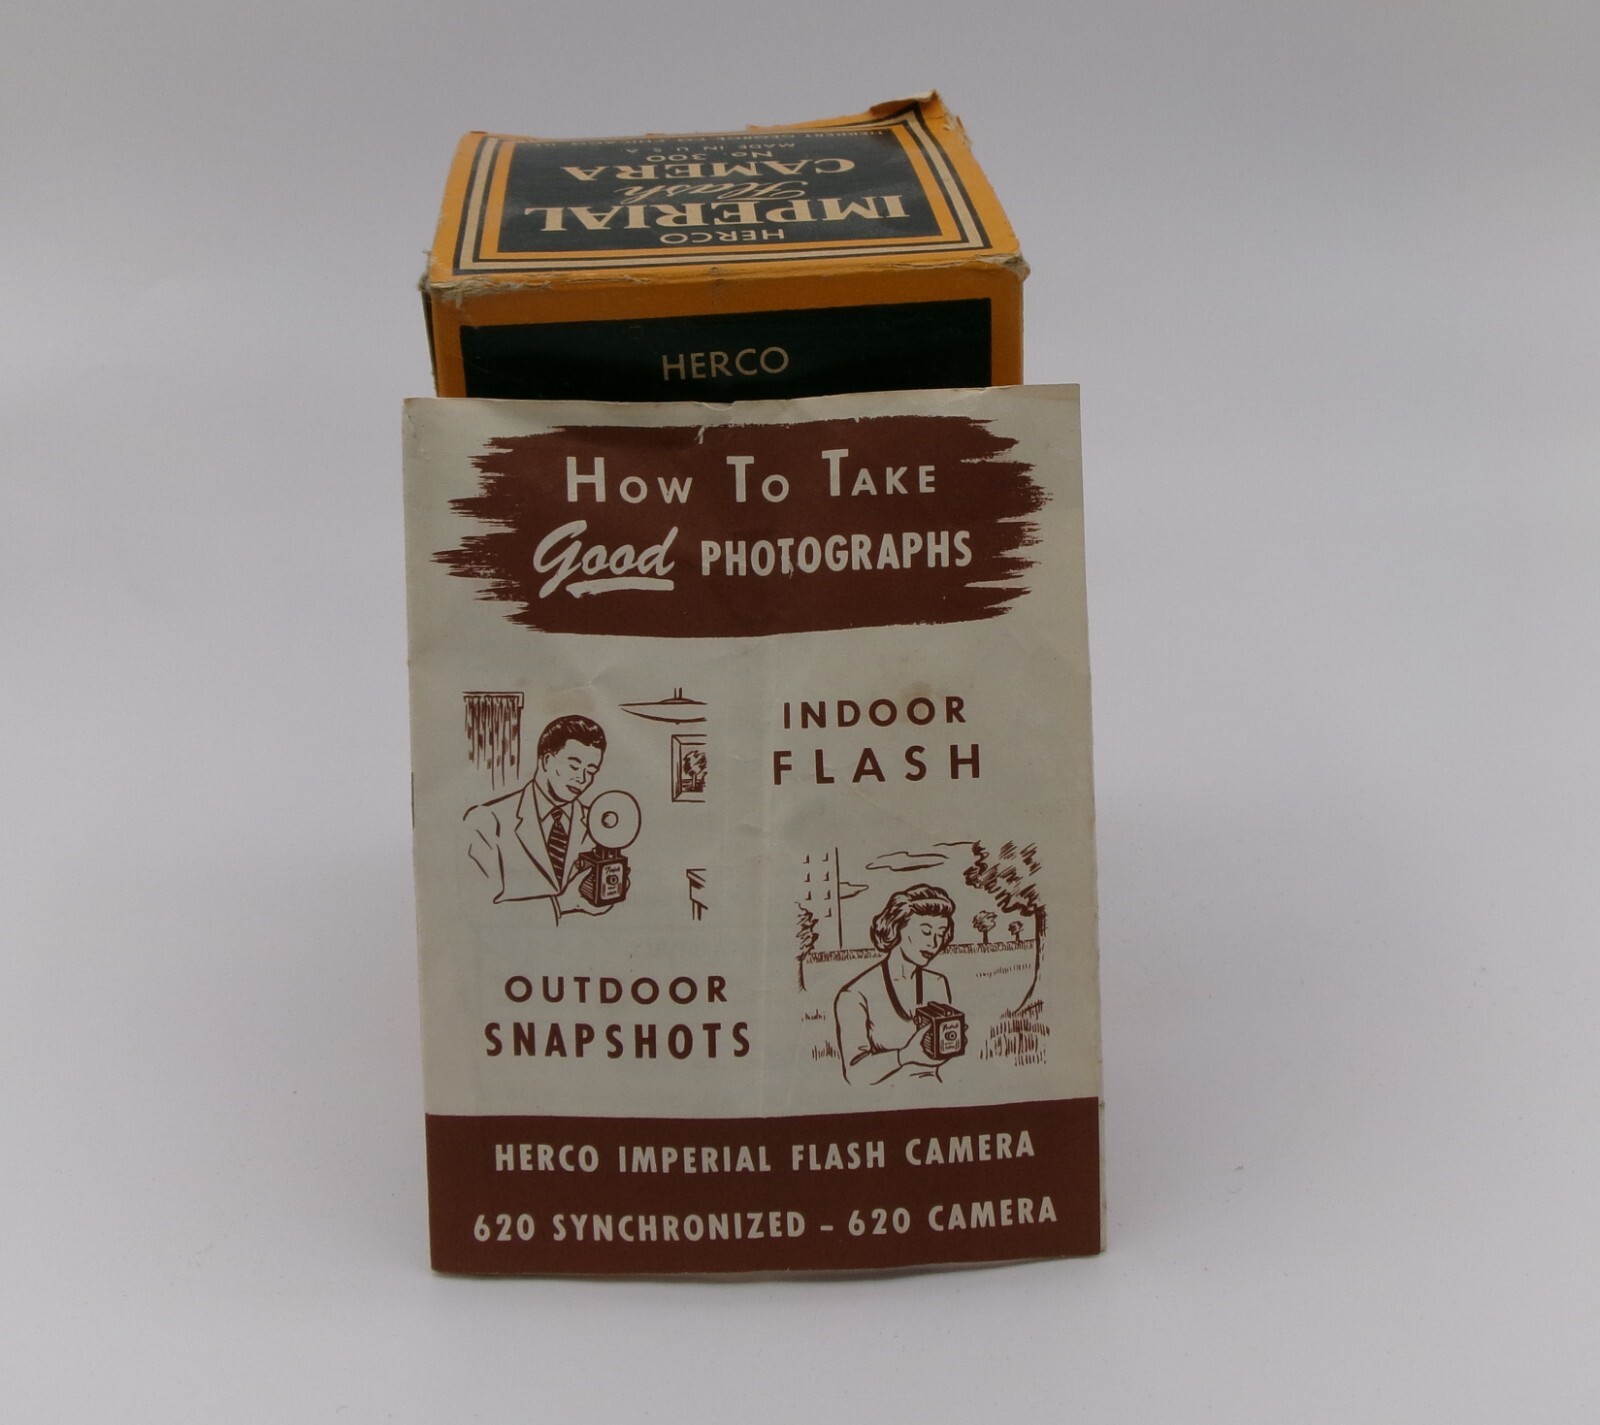 HERCO
IMPERIAL
Flash
CAMERA
No. 300
MADE IN U.S.A.
HERCO
How To Take
Good PHOTOGRAPHS
INDOOR
FLASH
OUTDOOR
SNAPSHOTS
HERCO IMPERIAL FLASH CAMERA
620 SYNCHRONIZED - 620 CAMERA